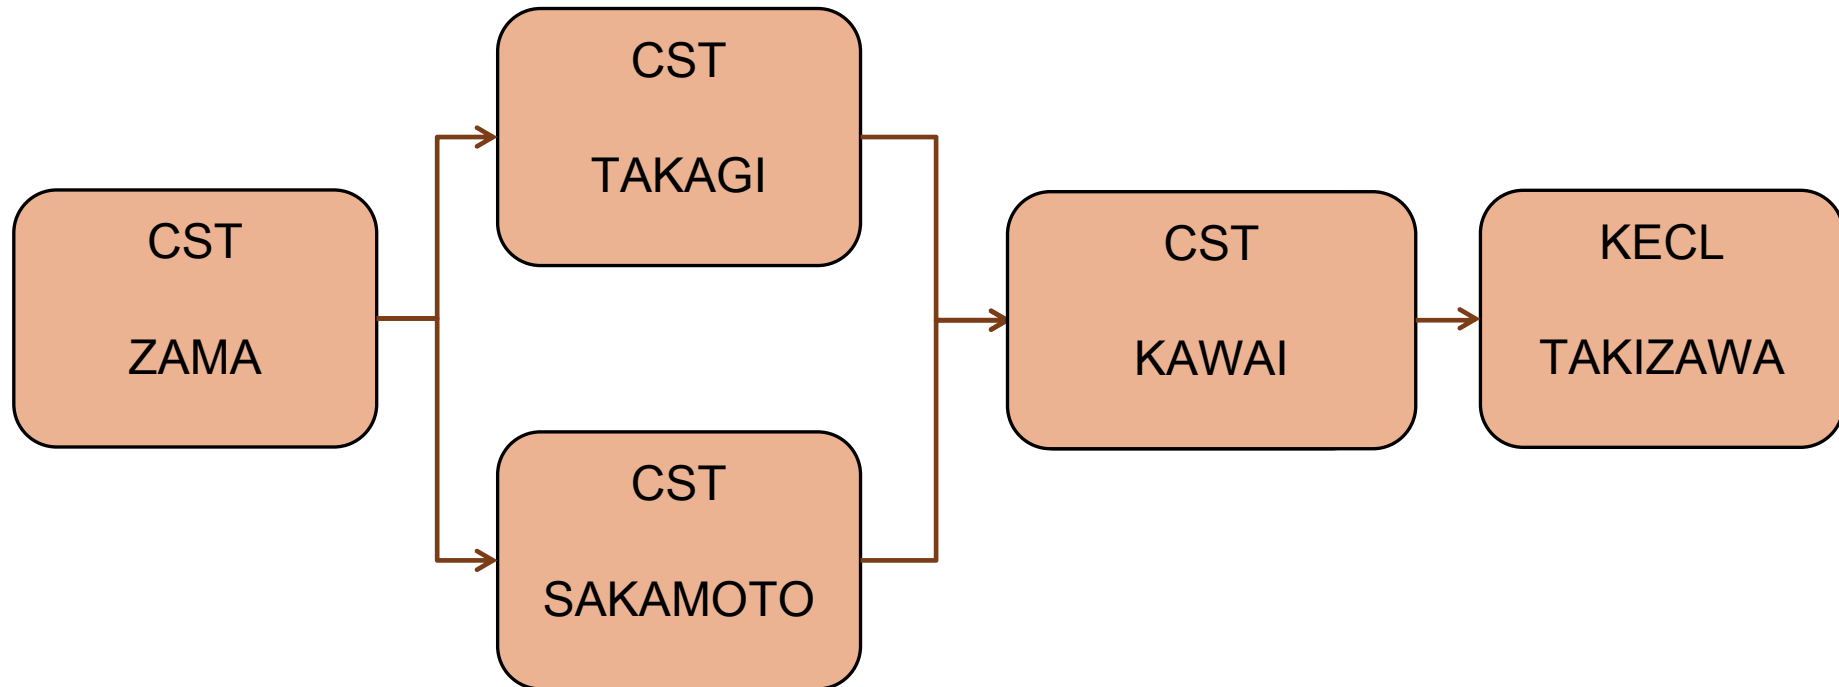 CST
ZAMA
CST
TAKAGI
CST
SAKAMOTO
CST
KAWAI
KECL
TAKIZAWA